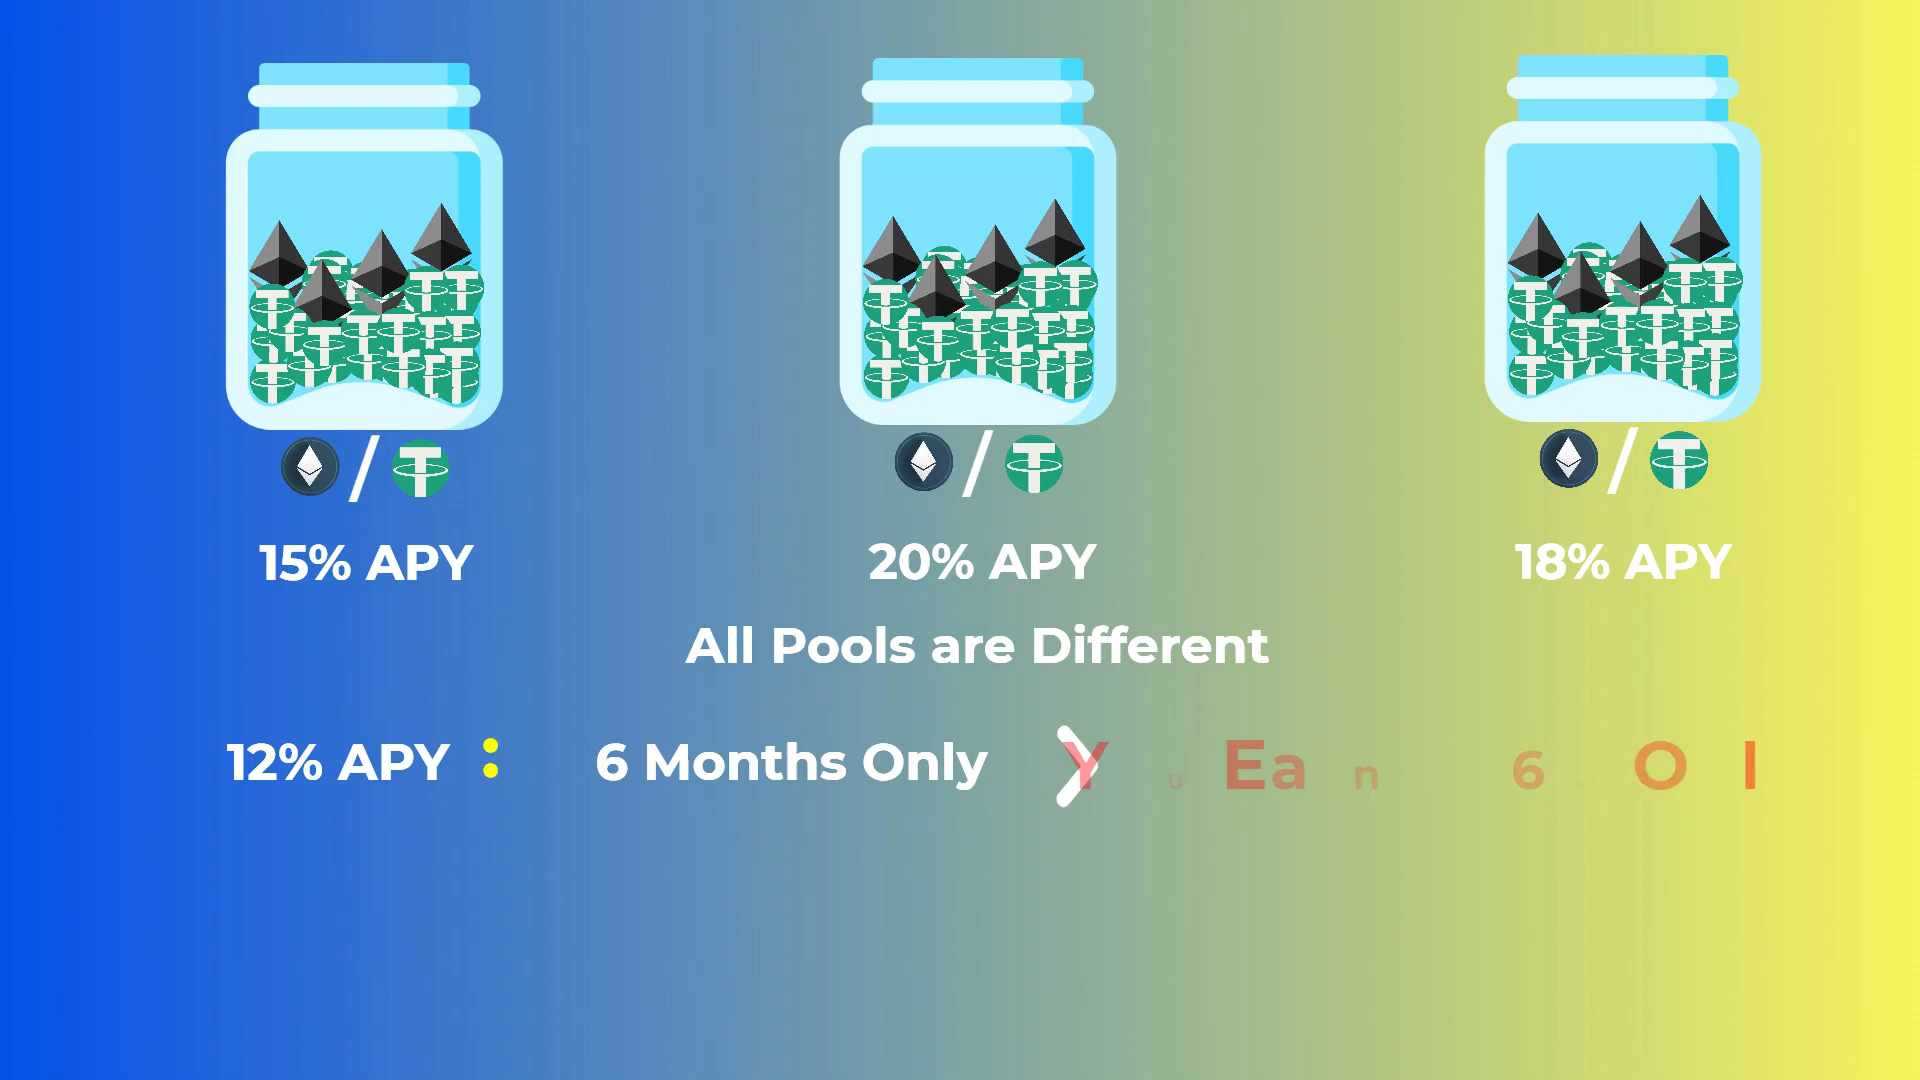 15% APY
20% APY
18% APY
All Pools are Different
12% APY : 6 Months Only